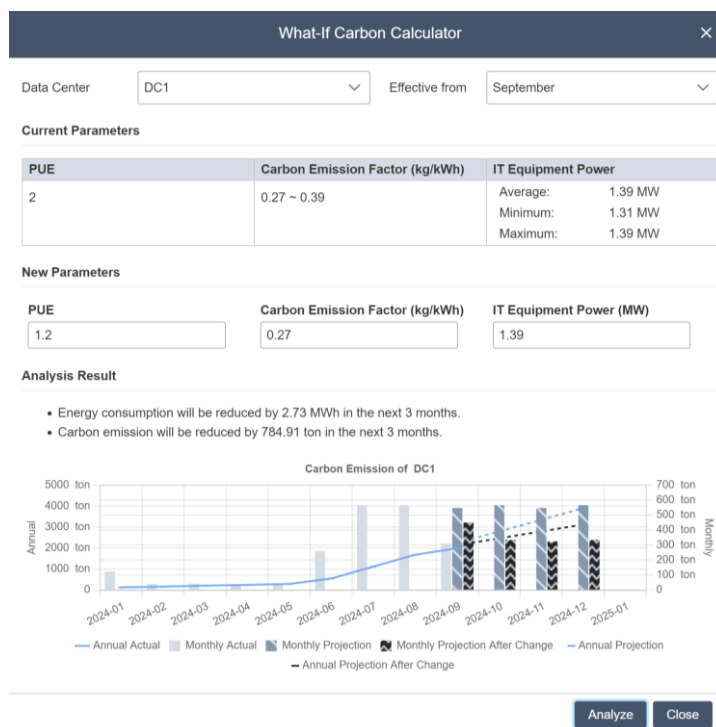 What-If Carbon Calculator ×
Data Center DC1 Effective from September
Current Parameters
PUE Carbon Emission Factor (kg/kWh) IT Equipment Power
2 0.27 ~ 0.39 Average: 1.39 MW
Minimum: 1.31 MW
Maximum: 1.39 MW
New Parameters
PUE Carbon Emission Factor (kg/kWh) IT Equipment Power (MW)
1.2 0.27 1.39
Analysis Result
• Energy consumption will be reduced by 2.73 MWh in the next 3 months.
• Carbon emission will be reduced by 784.91 ton in the next 3 months.
Carbon Emission of DC1
5000 ton 700 ton
600 ton
4000 ton 500 ton
3000 ton 400 ton
300 ton
2000 ton 200 ton
1000 ton 100 ton
0 0
Annual
Monthly
2024-01 2024-02 2024-03 2024-04 2024-05 2024-06 2024-07 2024-08 2024-09 2024-10 2024-11 2024-12 2025-01
Annual Actual Monthly Actual Monthly Projection Monthly Projection After Change Annual Projection
Annual Projection After Change
Analyze Close